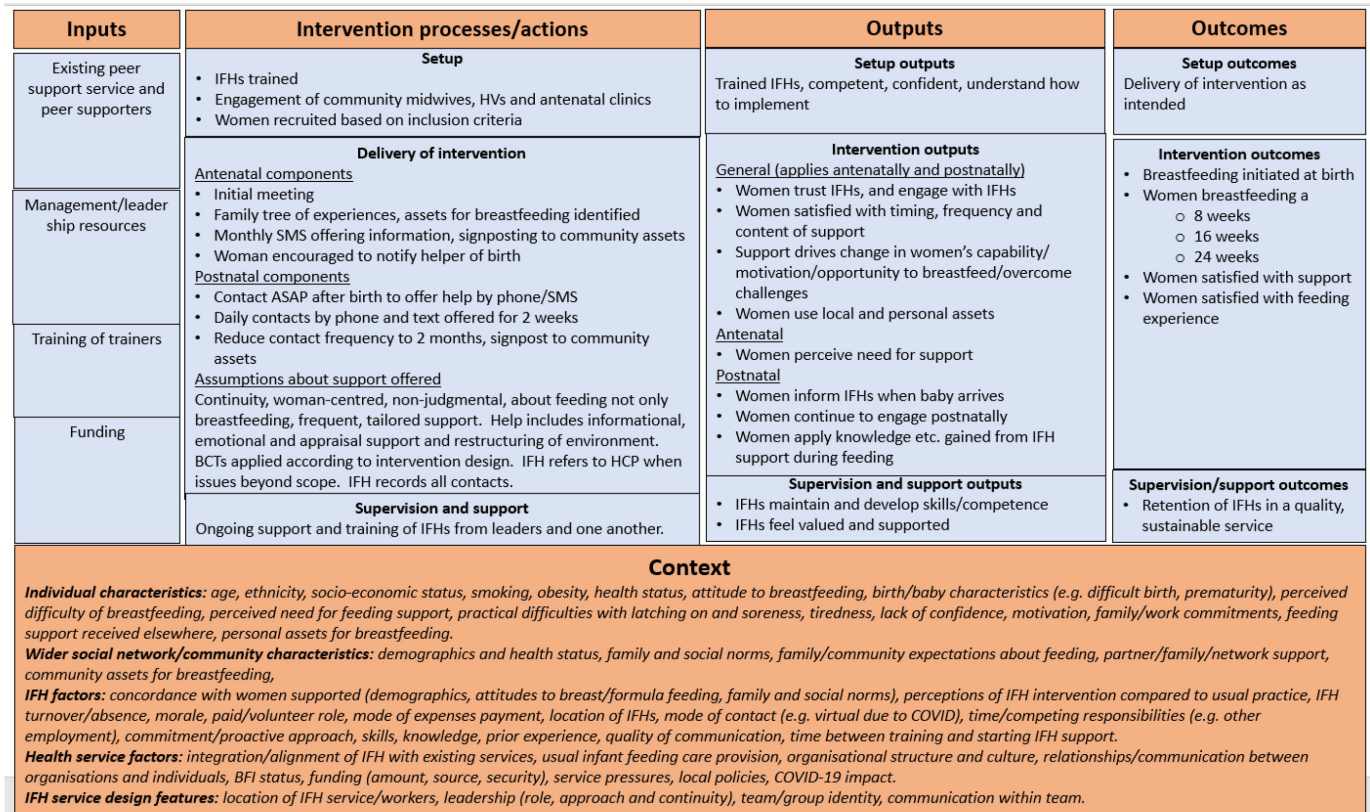 Inputs
Existing peer
support service and
peer supporters
Management/leader
ship resources
Training of trainers
Funding
Intervention processes/actions
Setup
• IFHs trained
• Engagement of community midwives, HVs and antenatal clinics
• Women recruited based on inclusion criteria
Delivery of intervention
Antenatal components
• Initial meeting
• Family tree of experiences, assets for breastfeeding identified
• Monthly SMS offering information, signposting to community assets
• Woman encouraged to notify helper of birth
Postnatal components
• Contact ASAP after birth to offer help by phone/SMS
• Daily contacts by phone and text offered for 2 weeks
• Reduce contact frequency to 2 months, signpost to community
assets
Assumptions about support offered
Continuity, woman-centred, non-judgmental, about feeding not only
breastfeeding, frequent, tailored support.  Help includes informational,
emotional and appraisal support and restructuring of environment.
BCTs applied according to intervention design.  IFH refers to HCP when
issues beyond scope.  IFH records all contacts.
Supervision and support
Ongoing support and training of IFHs from leaders and one another.
Outputs
Setup outputs
Trained IFHs, competent, confident, understand how
to implement
Intervention outputs
General (applies antenatally and postnatally)
• Women trust IFHs, and engage with IFHs
• Women satisfied with timing, frequency and
content of support
• Support drives change in women's capability/
motivation/opportunity to breastfeed/overcome
challenges
• Women use local and personal assets
Antenatal
• Women perceive need for support
Postnatal
• Women inform IFHs when baby arrives
• Women continue to engage postnatally
• Women apply knowledge etc. gained from IFH
support during feeding
Supervision and support outputs
• IFHs maintain and develop skills/competence
• IFHs feel valued and supported
Outcomes
Setup outcomes
Delivery of intervention as
intended
Intervention outcomes
• Breastfeeding initiated at birth
• Women breastfeeding a
o 8 weeks
o 16 weeks
o 24 weeks
• Women satisfied with support
• Women satisfied with feeding
experience
Supervision/support outcomes
• Retention of IFHs in a quality,
sustainable service
Context
Individual characteristics: age, ethnicity, socio-economic status, smoking, obesity, health status, attitude to breastfeeding, birth/baby characteristics (e.g. difficult birth, prematurity), perceived
difficulty of breastfeeding, perceived need for feeding support, practical difficulties with latching on and soreness, tiredness, lack of confidence, motivation, family/work commitments, feeding
support received elsewhere, personal assets for breastfeeding.
Wider social network/community characteristics: demographics and health status, family and social norms, family/community expectations about feeding, partner/family/network support,
community assets for breastfeeding,
IFH factors: concordance with women supported (demographics, attitudes to breast/formula feeding, family and social norms), perceptions of IFH intervention compared to usual practice, IFH
turnover/absence, morale, paid/volunteer role, mode of expenses payment, location of IFHs, mode of contact (e.g. virtual due to COVID), time/competing responsibilities (e.g. other
employment), commitment/proactive approach, skills, knowledge, prior experience, quality of communication, time between training and starting IFH support.
Health service factors: integration/alignment of IFH with existing services, usual infant feeding care provision, organisational structure and culture, relationships/communication between
organisations and individuals, BFI status, funding (amount, source, security), service pressures, local policies, COVID-19 impact.
IFH service design features: location of IFH service/workers, leadership (role, approach and continuity), team/group identity, communication within team.